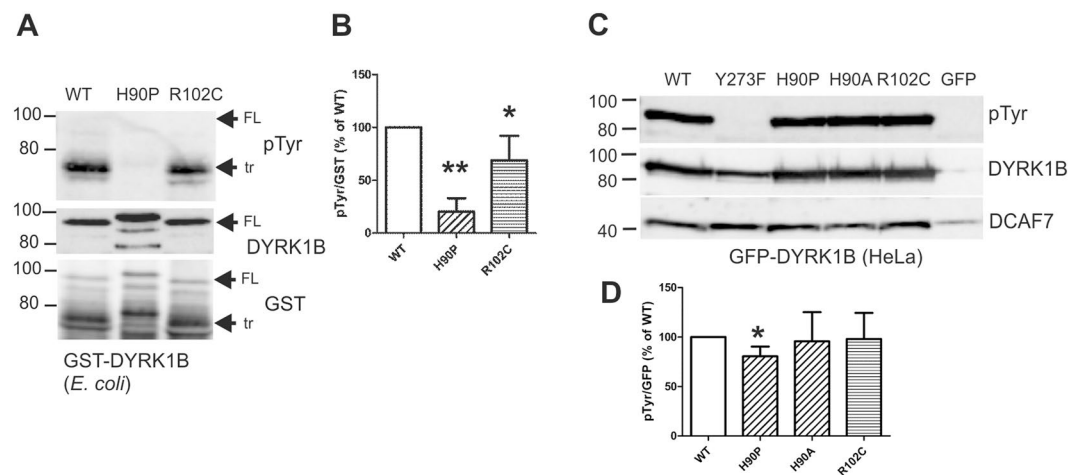 A
WT H90P R102C
100
80
FL
pTyr
tr
100
80
FL
DYRK1B
100
80
FL
GST
tr
GST-DYRK1B
(E. coli)
B
pTyr/GST (% of WT)
150
100
50
0
**
*
WT
H90P
R102C
C
WT Y273F H90P H90A R102C GFP
100
80
pTyr
100
80
DYRK1B
40
DCAF7
GFP-DYRK1B (HeLa)
D
pTyr/GFP (% of WT)
150
100
50
0
*
WT
H90P
H90A
R102C